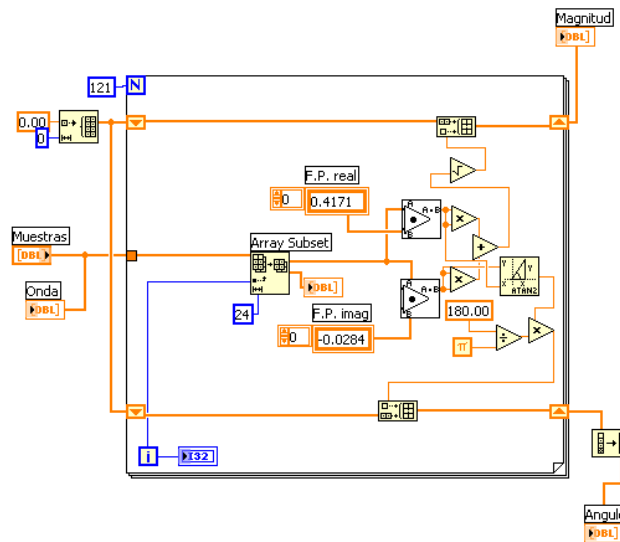 Magnitud
DBL]
121
N
0.00
0
F.P. real
0
0.4171
A
A•B
B
Muestras
[DBL
Array Subset
DBL]
Onda
DBL]
24
F.P. imag
0
-0.0284
A
A•B
B
Y
X
X
ATAN2
180.00
π
i
I32
Angulo
DBL]